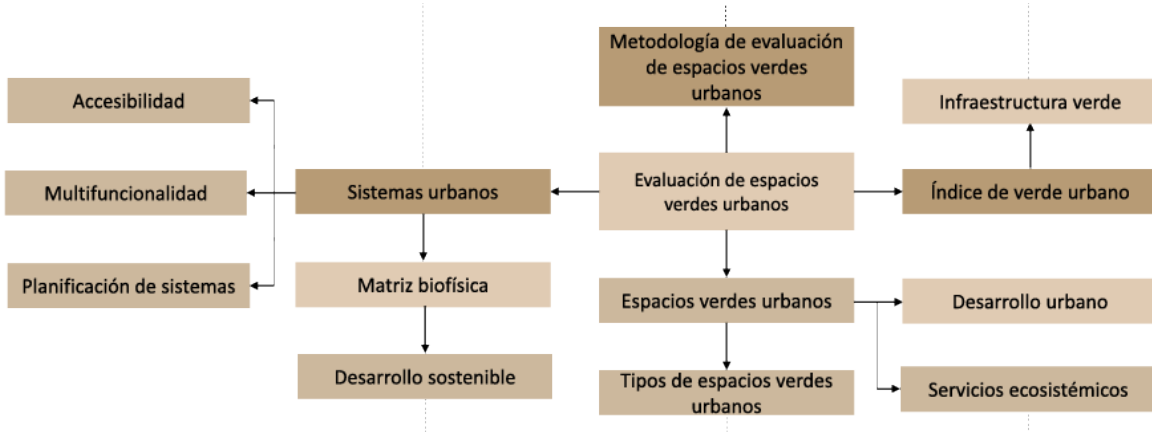 Metodología de evaluación
de espacios verdes
urbanos
Accesibilidad
Infraestructura verde
Multifuncionalidad
Sistemas urbanos
Evaluación de espacios
verdes urbanos
Índice de verde urbano
Planificación de sistemas
Matriz biofísica
Espacios verdes urbanos
Desarrollo urbano
Desarrollo sostenible
Tipos de espacios verdes
urbanos
Servicios ecosistémicos